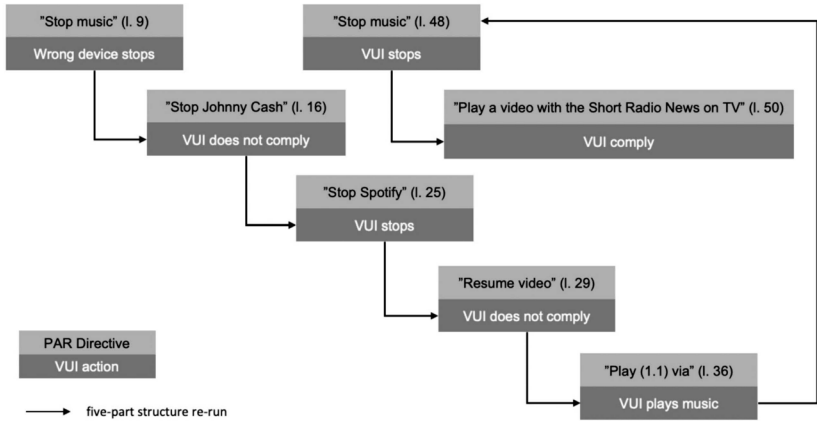 ”Stop music” (l. 9)
Wrong device stops
”Stop music” (l. 48)
VUI stops
”Stop Johnny Cash” (l. 16)
VUI does not comply
”Play a video with the Short Radio News on TV” (l. 50)
VUI comply
”Stop Spotify” (l. 25)
VUI stops
”Resume video” (l. 29)
VUI does not comply
”Play (1.1) via” (l. 36)
VUI plays music
PAR Directive
VUI action
five-part structure re-run